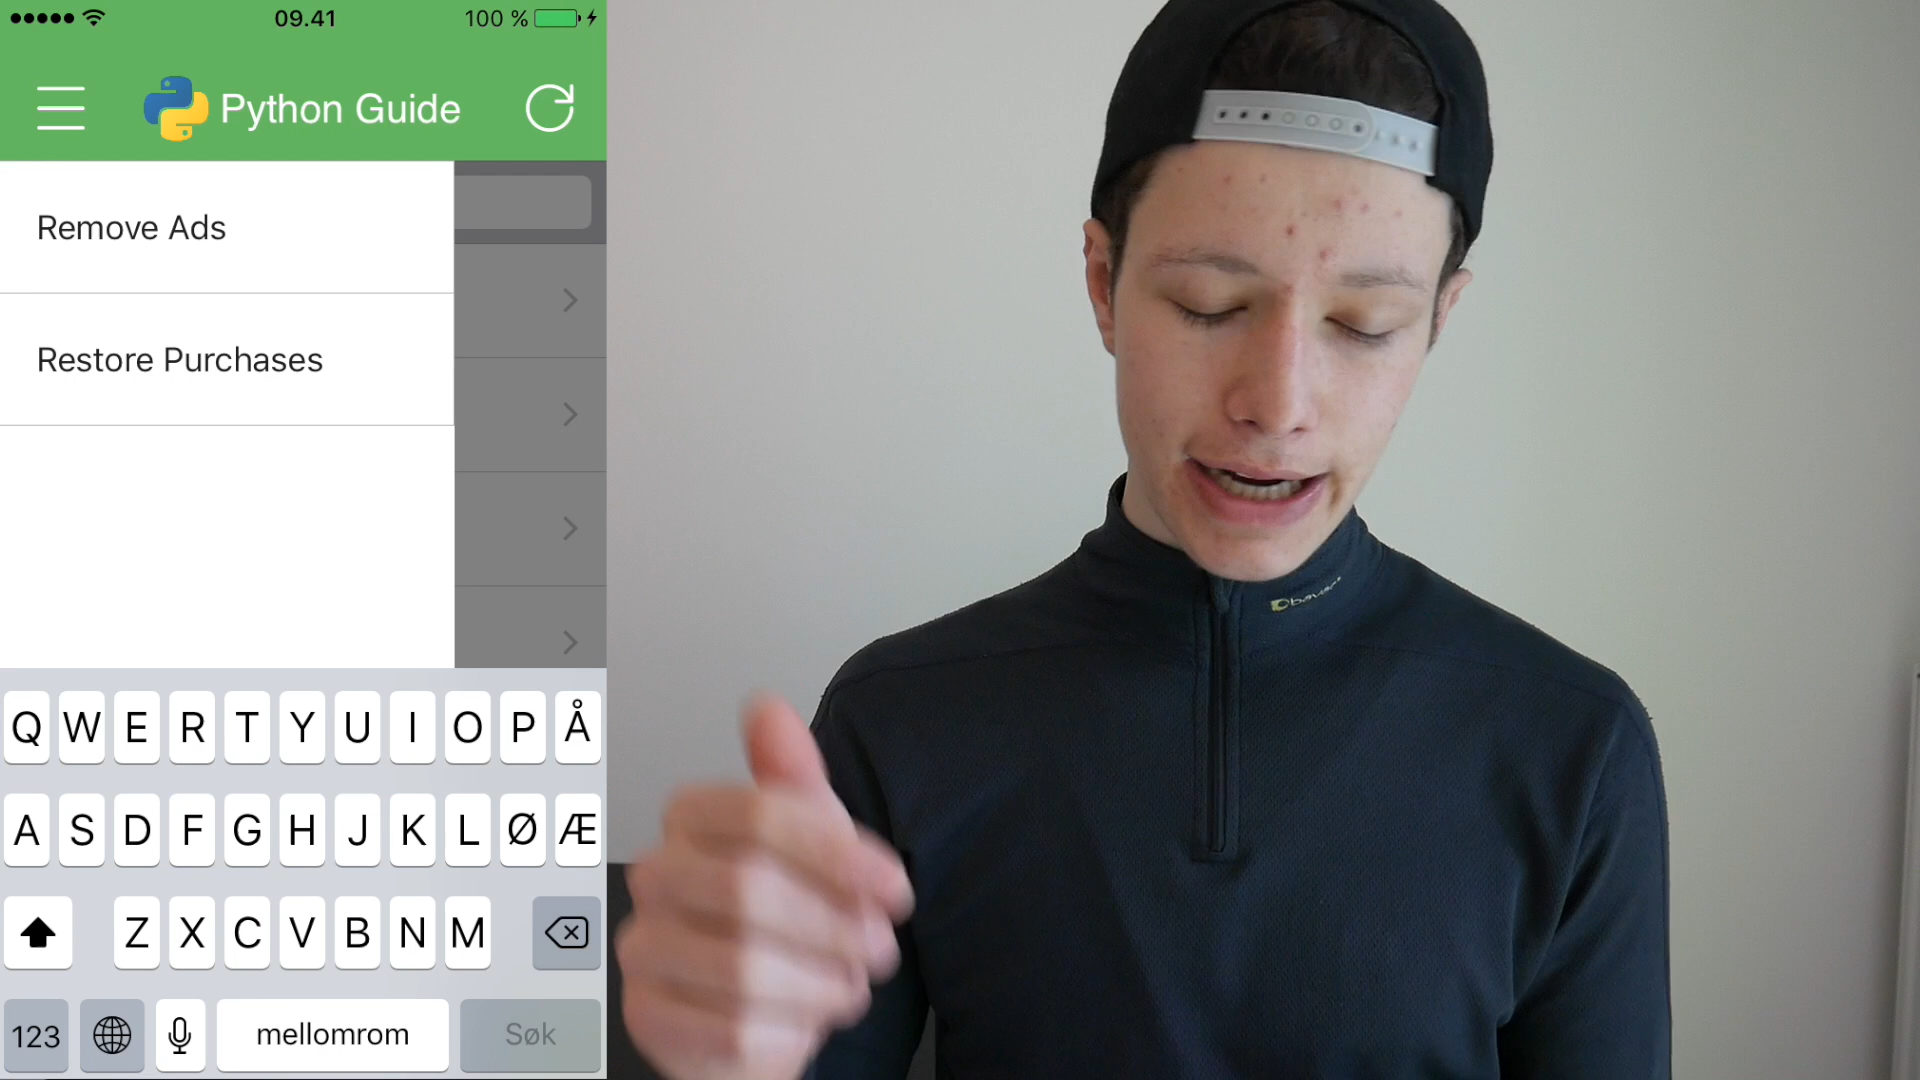 09.41
100 %
Python Guide
Remove Ads
Restore Purchases
Q W E R T Y U I O P Å
A S D F G H J K L Ø Æ
Z X C V B N M
123
mellomrom
Søk